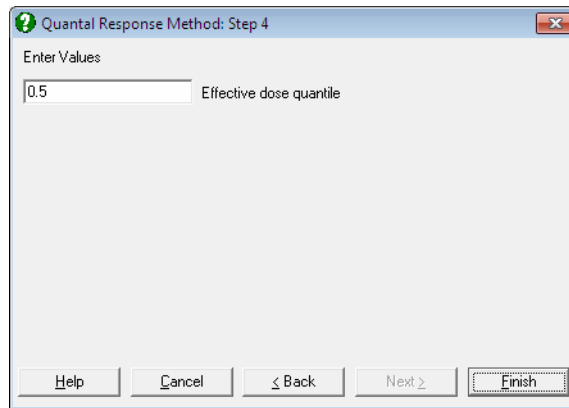 Quantal Response Method: Step 4
Enter Values
0.5 Effective dose quantile
Help Cancel < Back Next > Finish